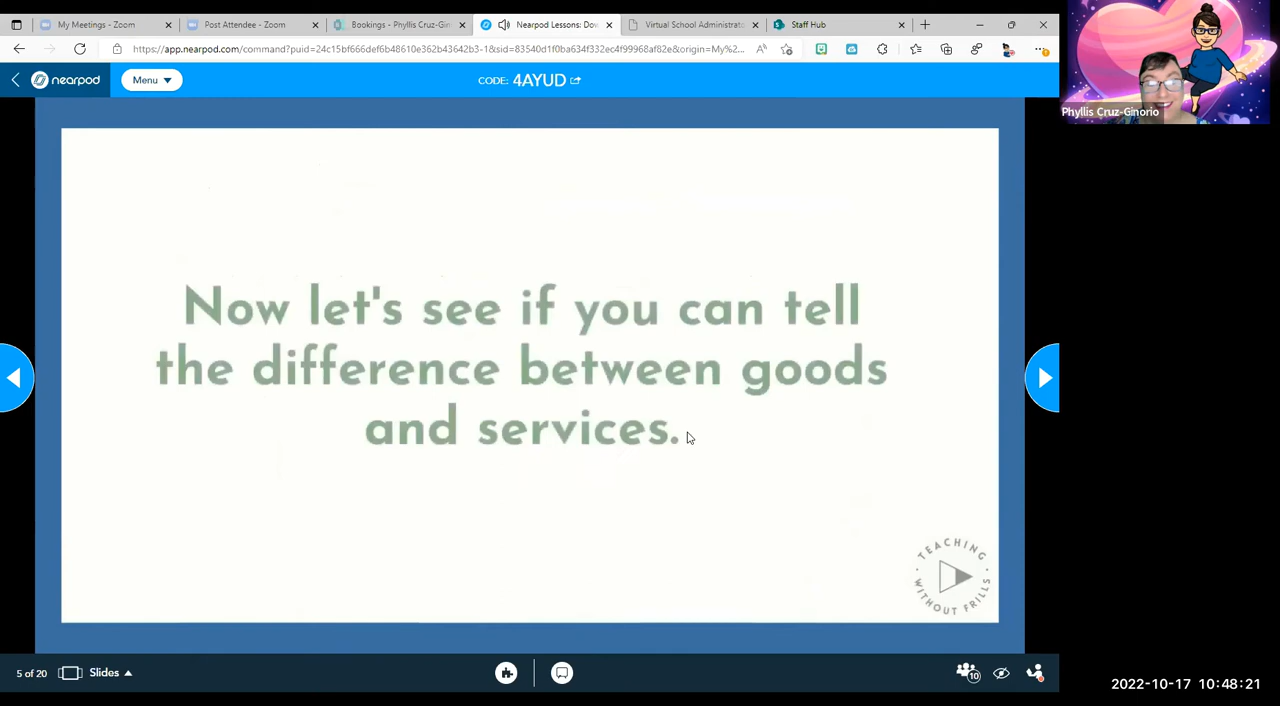 My Meetings - Zoom
Post Attendee - Zoom
Bookings - Phyllis Cruz-Gin
Nearpod Lessons: Dow
Virtual School Administrat
Staff Hub
https://app.nearpod.com/command?puid=24c15bf666def6b48610e362b43642b3-1&sid=83540d1f0ba634f332ec4f99968af82e&origin=My%2...
nearpod
Menu
CODE: 4AYUD
Phyllis Cruz-Ginorio
Now let's see if you can tell
the difference between goods
and services.
TEACHING
WITHOUT FRILLS
5 of 20
Slides
10
2022-10-17 10:48:21